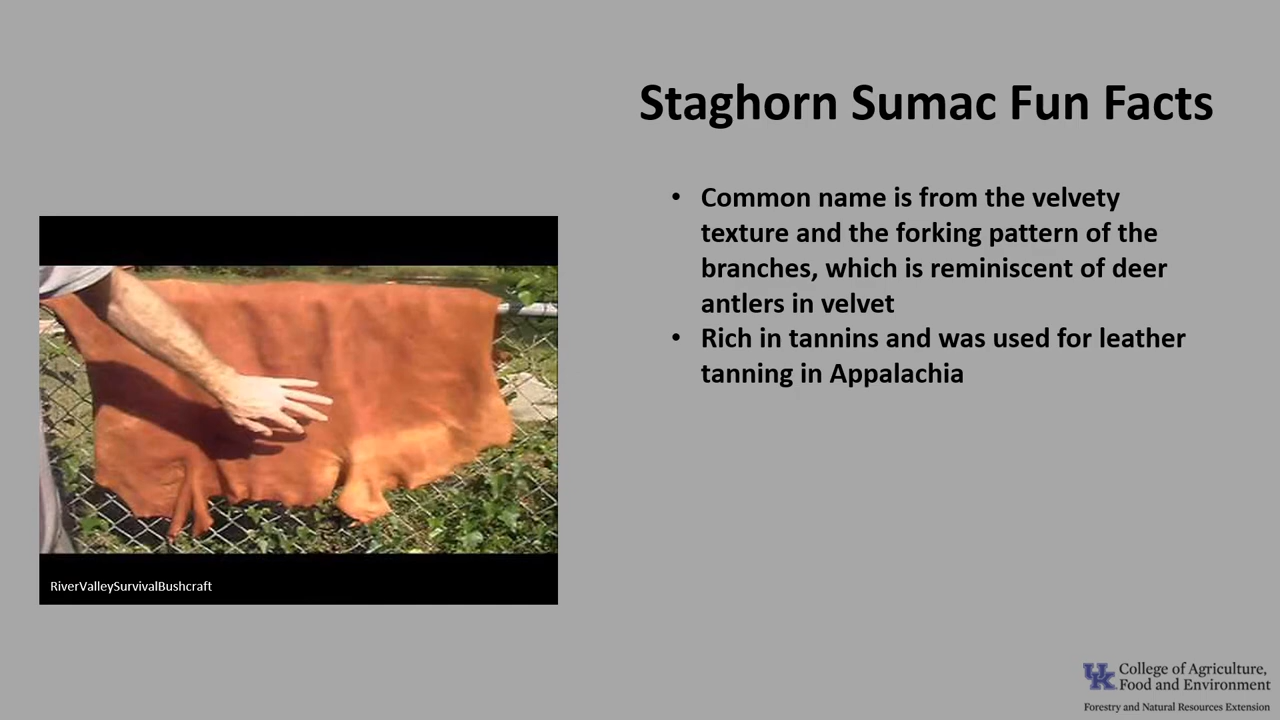 Staghorn Sumac Fun Facts
• Common name is from the velvety
texture and the forking pattern of the
branches, which is reminiscent of deer
antlers in velvet
• Rich in tannins and was used for leather
tanning in Appalachia
RiverValleySurvivalBushcraft
UK College of Agriculture,
Food and Environment
Forestry and Natural Resources Extension